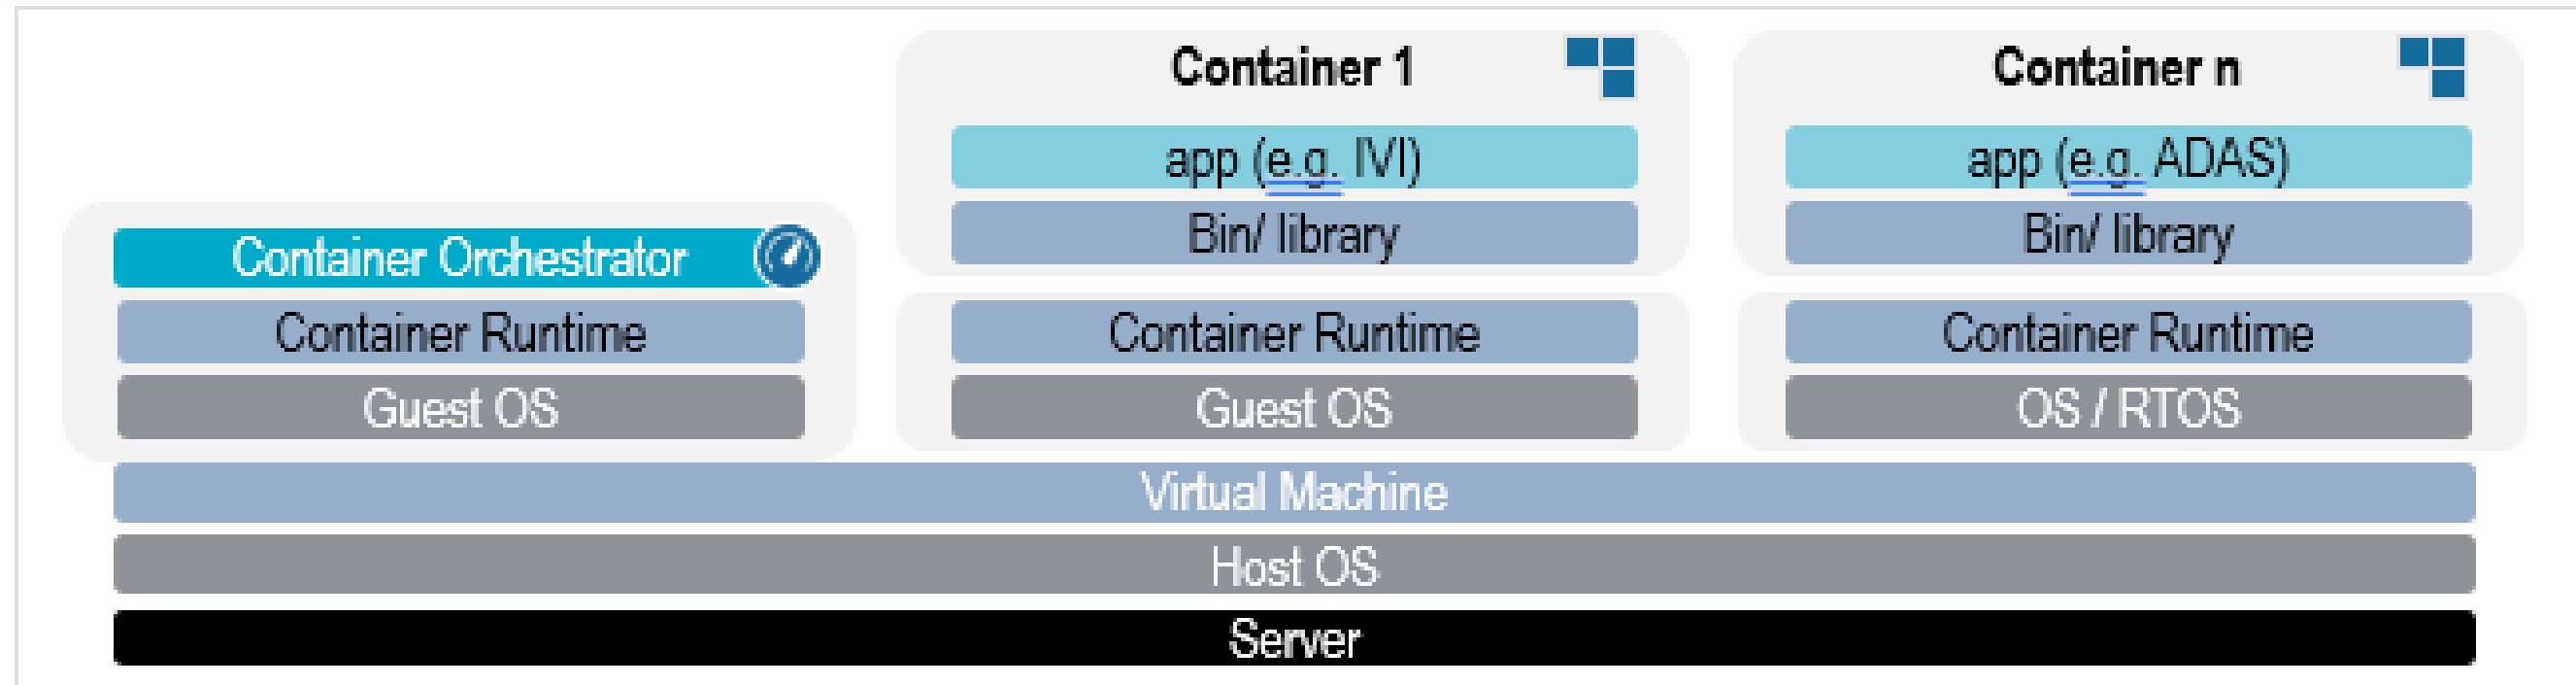 Container 1
app (e.g. IVI)
Bin/ library
Container n
app (e.g. ADAS)
Bin/ library
Container Orchestrator
Container Runtime
Guest OS
Container Runtime
Guest OS
Container Runtime
OS / RTOS
Virtual Machine
Host OS
Server